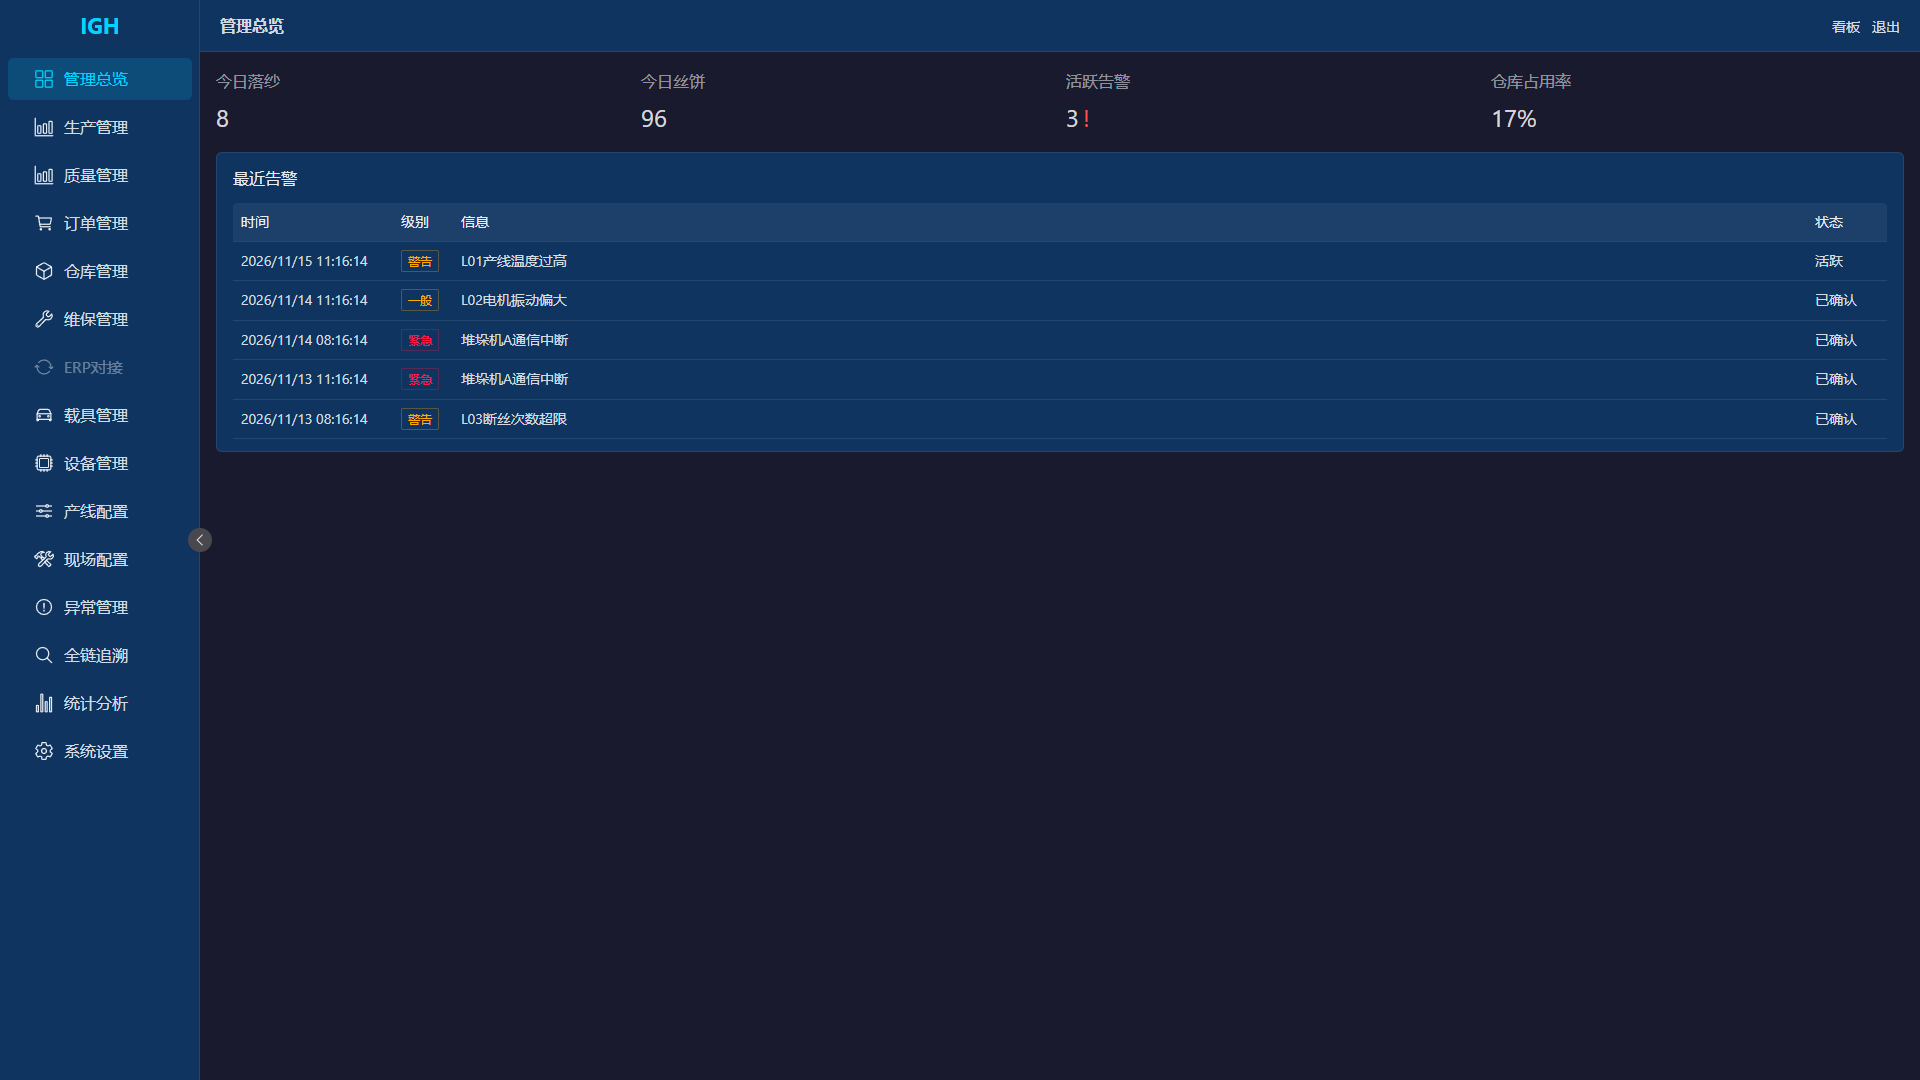 IGH
管理总览
生产管理
质量管理
订单管理
仓库管理
维保管理
ERP对接
载具管理
设备管理
产线配置
现场配置
异常管理
全链追溯
统计分析
系统设置
管理总览
看板 退出
今日落纱 今日丝饼 活跃告警 仓库占用率
8 96 3! 17%
最近告警
时间 级别 信息 状态
2026/11/15 11:16:14 警告 L01产线温度过高 活跃
2026/11/14 11:16:14 一般 L02电机振动偏大 已确认
2026/11/14 08:16:14 紧急 堆垛机A通信中断 已确认
2026/11/13 11:16:14 紧急 堆垛机A通信中断 已确认
2026/11/13 08:16:14 警告 L03断丝次数超限 已确认